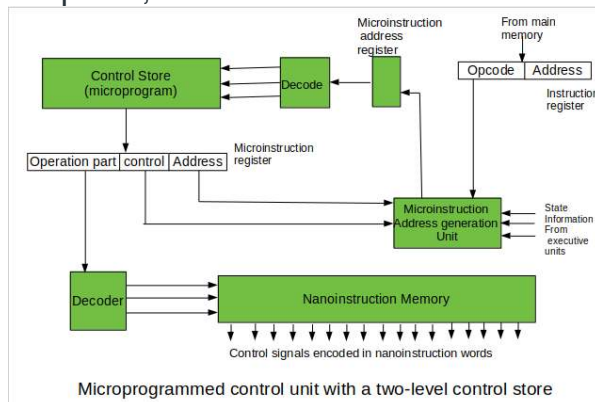 Microinstruction
address
register
From main
memory
Control Store
(microprogram)
Decode
Opcode Address
Instruction
register
Operation part control Address
Microinstruction
register
Microinstruction
Address generation
Unit
State
Information
From
executive
units
Decoder
Nanoinstruction Memory
Control signals encoded in nanoinstruction words
Microprogrammed control unit with a two-level control store